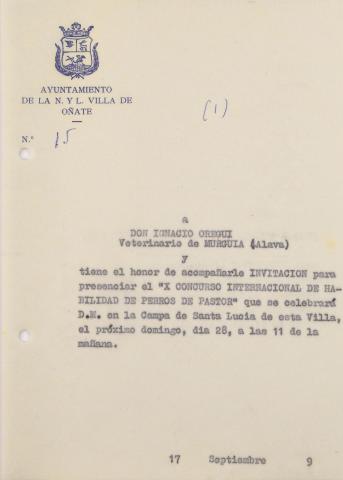 AYUNTAMIENTO
DE LA N. Y L. VILLA DE
OÑATE
(1)
N.º 15
a
DON IGNACIO OREGUI
Veterinario de MURGUIA (Alava)
y
tiene el honor de acompañarle INVITACION para
presenciar el "X CONCURSO INTERNACIONAL DE HA-
BILIDAD DE PERROS DE PASTOR" que se celebrará
D.M. en la Campa de Santa Lucia de esta Villa,
el próximo domingo, dia 28, a las 11 de la
mañana.
17 Septiembre 9